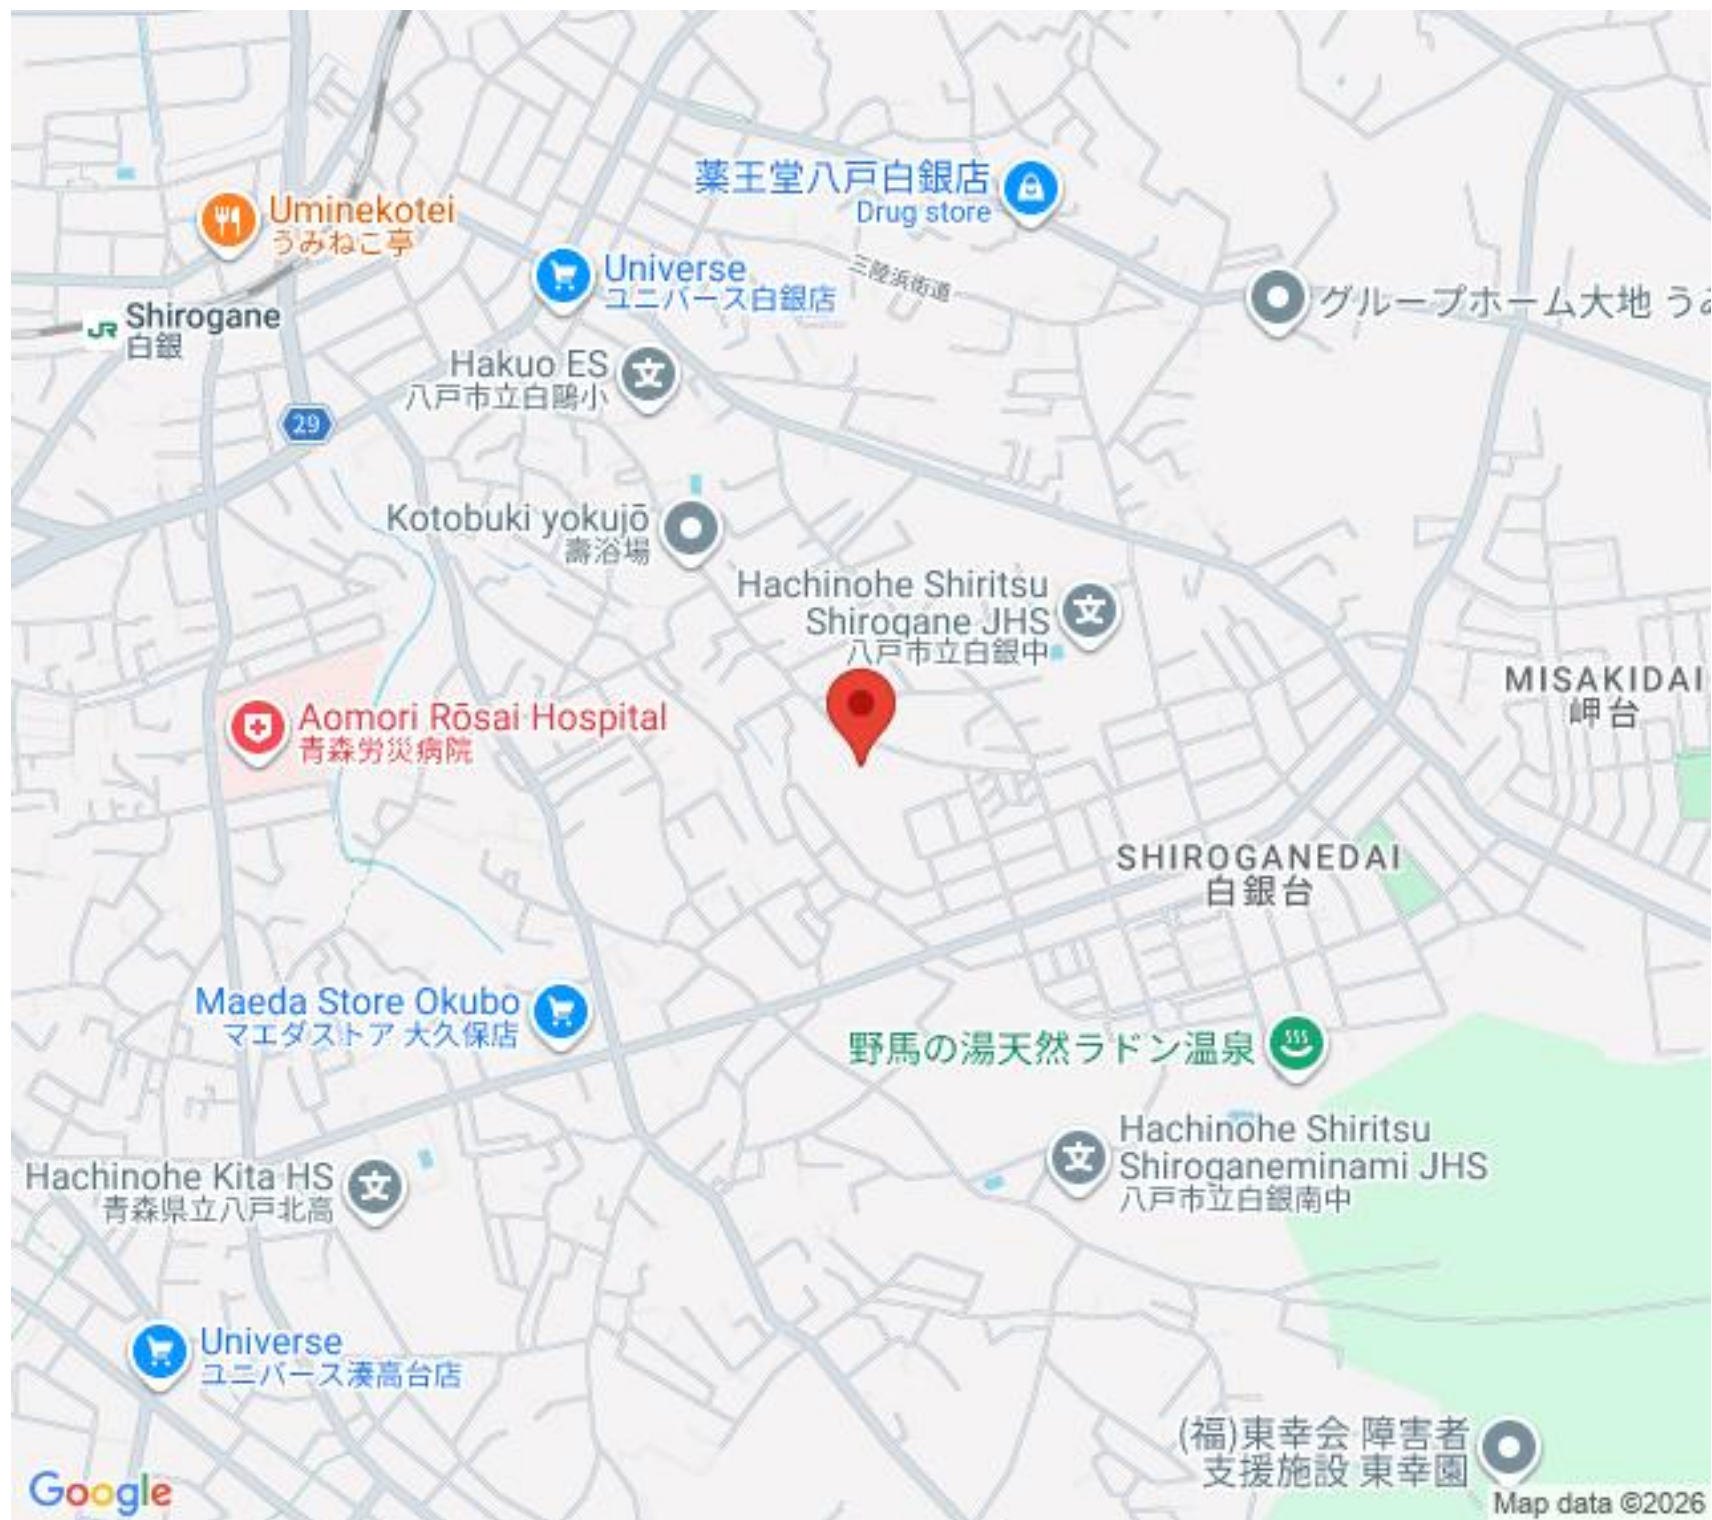 薬王堂八戸白銀店
Drug store
Uminekotei
うみねこ亭
Universe
ユニバース白銀店
三陸浜街道
グループホーム大地 うみ
Shirogane
白銀
JR
Hakuo ES
八戸市立白鷗小
29
Kotobuki yokujō
壽浴場
Hachinohe Shiritsu
Shirogane JHS
八戸市立白銀中
MISAKIDAI
岬台
Aomori Rōsai Hospital
青森労災病院
SHIROGANEDAI
白銀台
Maeda Store Okubo
マエダストア 大久保店
野馬の湯天然ラドン温泉
Hachinohe Shiritsu
Shiroganeminami JHS
八戸市立白銀南中
Hachinohe Kita HS
青森県立八戸北高
Universe
ユニバース湊高台店
(福)東幸会 障害者
支援施設 東幸園
Google
Map data ©2026